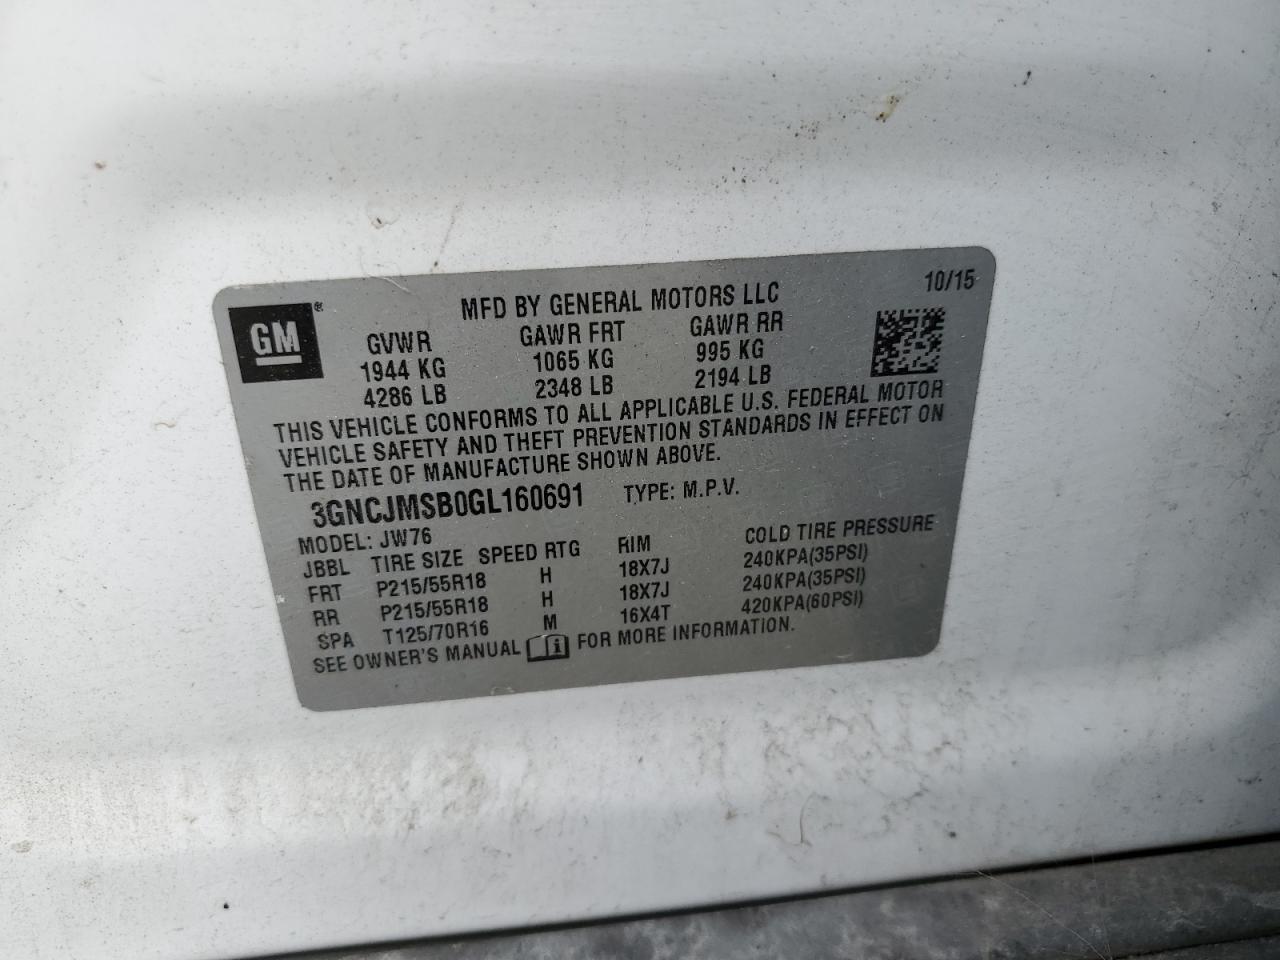 10/15
GM®
MFD BY GENERAL MOTORS LLC
GVWR GAWR FRT GAWR RR
1944 KG 1065 KG 995 KG
4286 LB 2348 LB 2194 LB
THIS VEHICLE CONFORMS TO ALL APPLICABLE U.S. FEDERAL MOTOR
VEHICLE SAFETY AND THEFT PREVENTION STANDARDS IN EFFECT ON
THE DATE OF MANUFACTURE SHOWN ABOVE.
3GNCJMSB0GL160691 TYPE: M.P.V.
MODEL: JW76
JBBL TIRE SIZE SPEED RTG RIM COLD TIRE PRESSURE
FRT P215/55R18 H 18X7J 240KPA(35PSI)
RR P215/55R18 H 18X7J 240KPA(35PSI)
SPA T125/70R16 M 16X4T 420KPA(60PSI)
SEE OWNER'S MANUAL i FOR MORE INFORMATION.